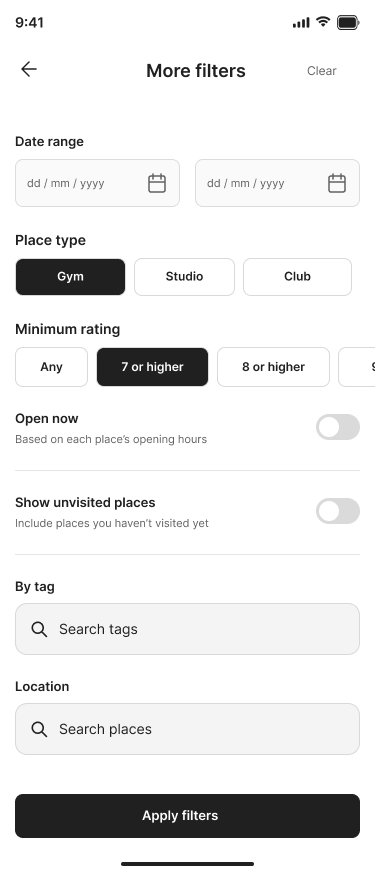 9:41
More filters
Clear
Date range
dd / mm / yyyy
dd / mm / yyyy
Place type
Gym
Studio
Club
Minimum rating
Any
7 or higher
8 or higher
Open now
Based on each place’s opening hours
Show unvisited places
Include places you haven’t visited yet
By tag
Search tags
Location
Search places
Apply filters